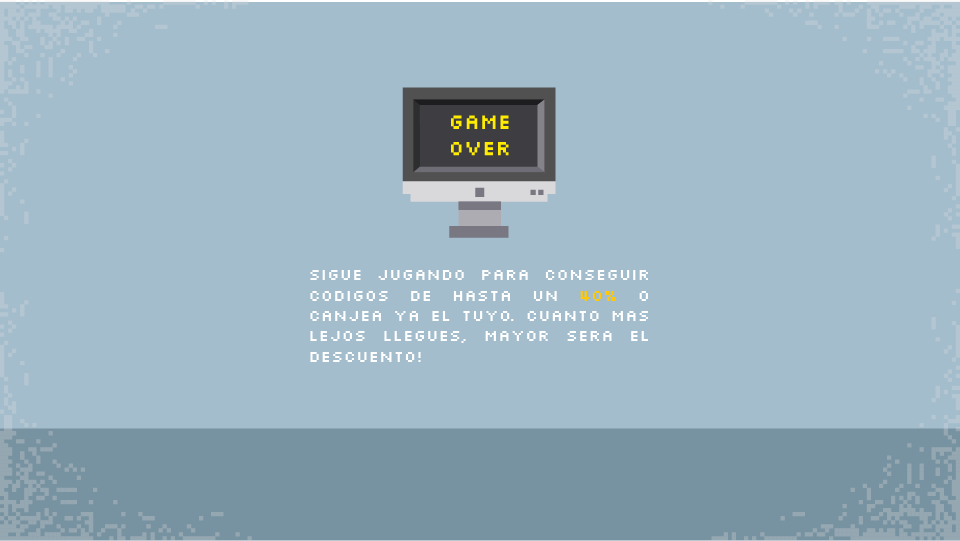 GAME
OVER
SIGUE JUGANDO PARA CONSEGUIR
CODIGOS DE HASTA UN 40% O
CANJEA YA EL TUYO. CUANTO MAS
LEJOS LLEGUES, MAYOR SERA EL
DESCUENTO!